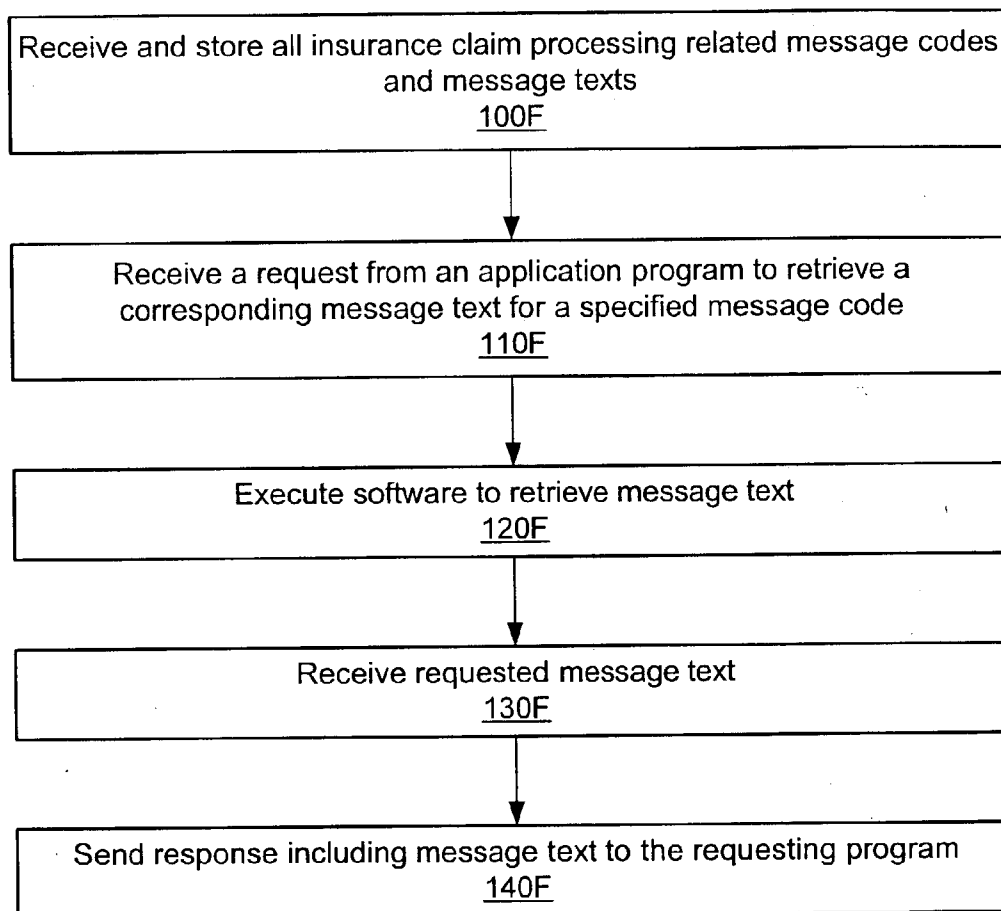 Receive and store all insurance claim processing related message codes
and message texts
100F
Receive a request from an application program to retrieve a
corresponding message text for a specified message code
110F
Execute software to retrieve message text
120F
Receive requested message text
130F
Send response including message text to the requesting program
140F